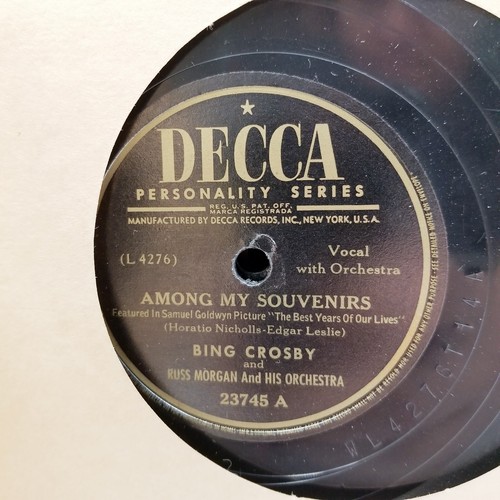 DECCA
PERSONALITY SERIES
REG. U.S. PAT. OFF.
MARCA REGISTRADA
MANUFACTURED BY DECCA RECORDS, INC., NEW YORK, U.S.A.
(L 4276)
Vocal
with Orchestra
AMONG MY SOUVENIRS
Featured In Samuel Goldwyn Picture "The Best Years Of Our Lives"
(Horatio Nicholls-Edgar Leslie)
BING CROSBY
and
RUSS MORGAN And HIS ORCHESTRA
23745 A